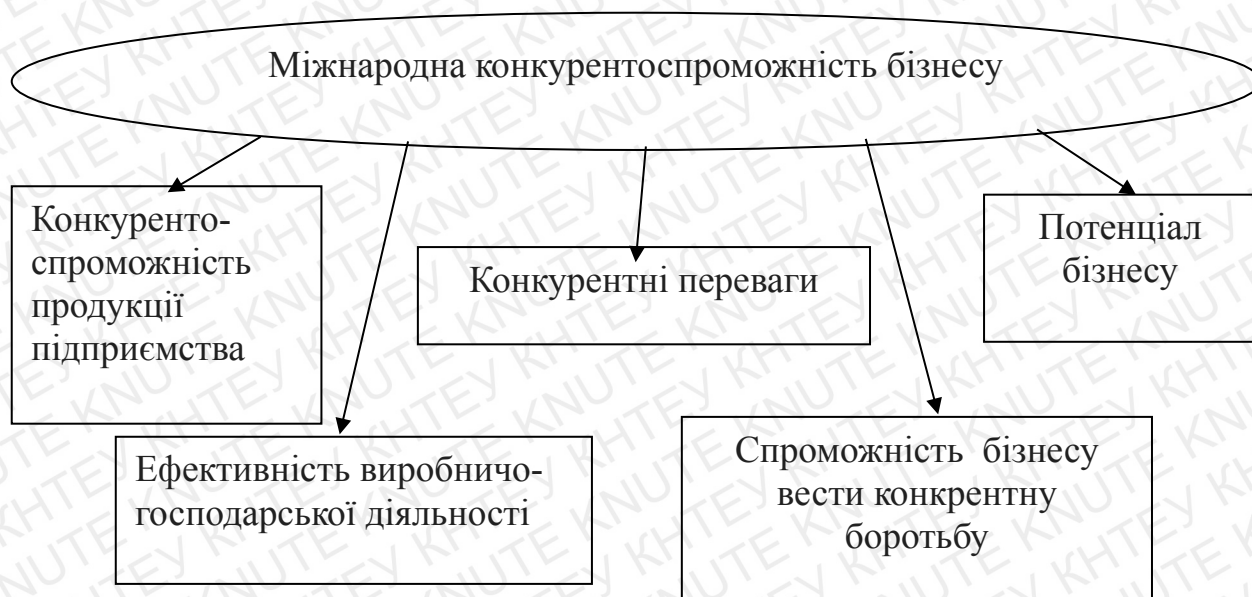 Міжнародна конкурентоспроможність бізнесу
Конкуренто-
спроможність
продукції
підприємства
Конкурентні переваги
Потенціал
бізнесу
Ефективність виробничо-
господарської діяльності
Спроможність бізнесу
вести конкрентну
боротьбу